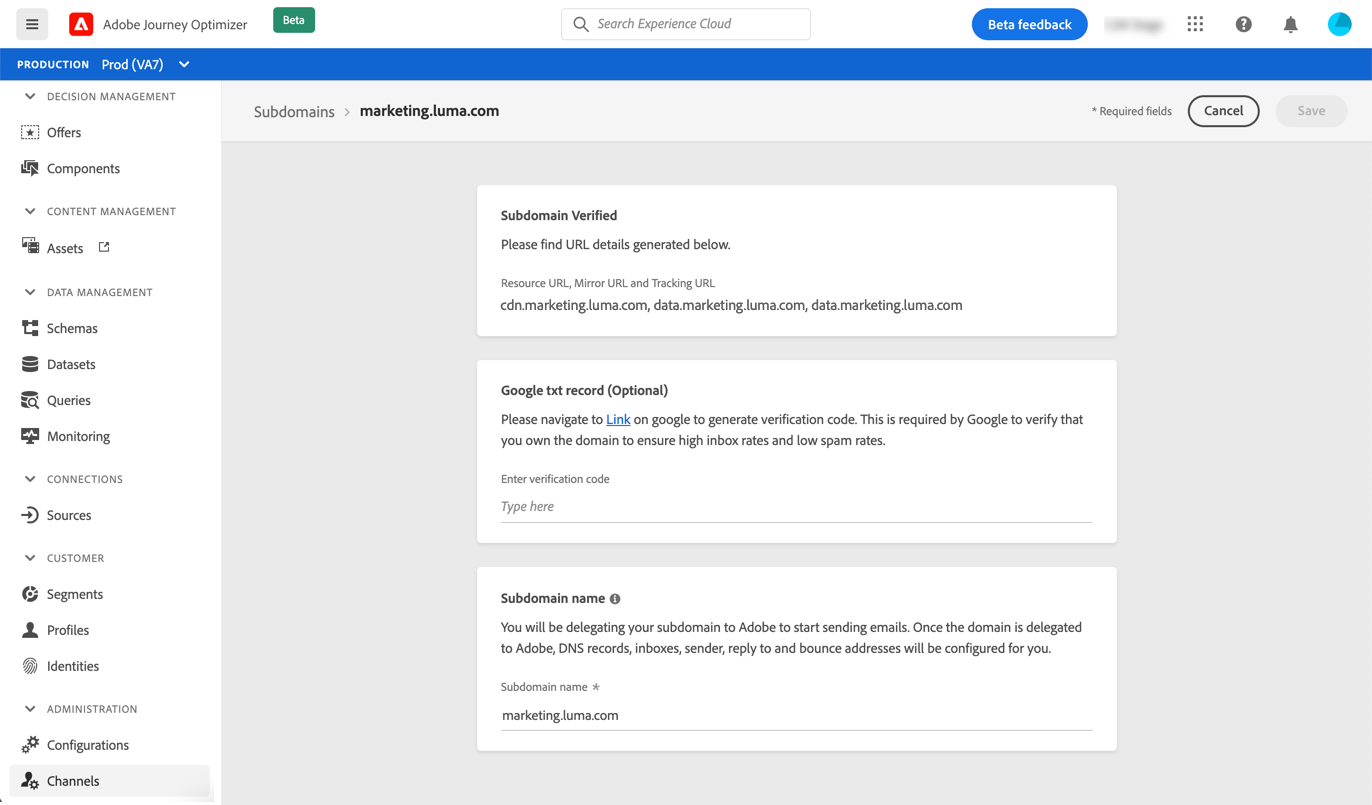 Adobe Journey Optimizer
Beta
Search Experience Cloud
Beta feedback
PRODUCTION Prod (VA7)
DECISION MANAGEMENT
Offers
Components
CONTENT MANAGEMENT
Assets
DATA MANAGEMENT
Schemas
Datasets
Queries
Monitoring
CONNECTIONS
Sources
CUSTOMER
Segments
Profiles
Identities
ADMINISTRATION
Configurations
Channels
Subdomains > marketing.luma.com
* Required fields
Cancel
Save
Subdomain Verified
Please find URL details generated below.
Resource URL, Mirror URL and Tracking URL
cdn.marketing.luma.com, data.marketing.luma.com, data.marketing.luma.com
Google txt record (Optional)
Please navigate to Link on google to generate verification code. This is required by Google to verify that
you own the domain to ensure high inbox rates and low spam rates.
Enter verification code
Type here
Subdomain name
You will be delegating your subdomain to Adobe to start sending emails. Once the domain is delegated
to Adobe, DNS records, inboxes, sender, reply to and bounce addresses will be configured for you.
Subdomain name *
marketing.luma.com